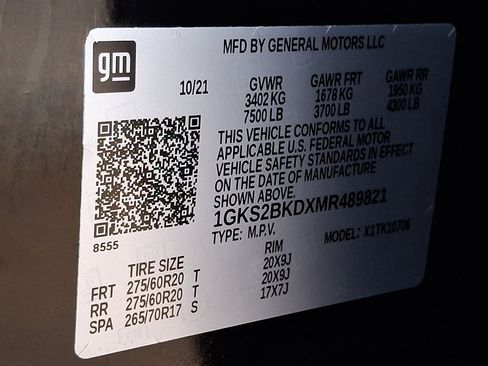 gm
MFD BY GENERAL MOTORS LLC
10/21 GVWR GAWR FRT GAWR RR
3402 KG 1678 KG 1950 KG
7500 LB 3700 LB 4300 LB
THIS VEHICLE CONFORMS TO ALL
APPLICABLE U.S. FEDERAL MOTOR
VEHICLE SAFETY STANDARDS IN EFFECT
ON THE DATE OF MANUFACTURE
SHOWN ABOVE.
1GKS2BKDXMR489821
8555
TYPE: M.P.V. MODEL: X1TK10706
TIRE SIZE RIM
FRT 275/60R20 T 20X9J
RR 275/60R20 T 20X9J
SPA 265/70R17 S 17X7J